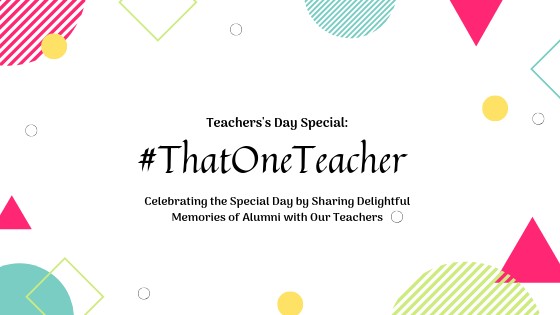 Teachers's Day Special:
#ThatOneTeacher
Celebrating the Special Day by Sharing Delightful
Memories of Alumni with Our Teachers